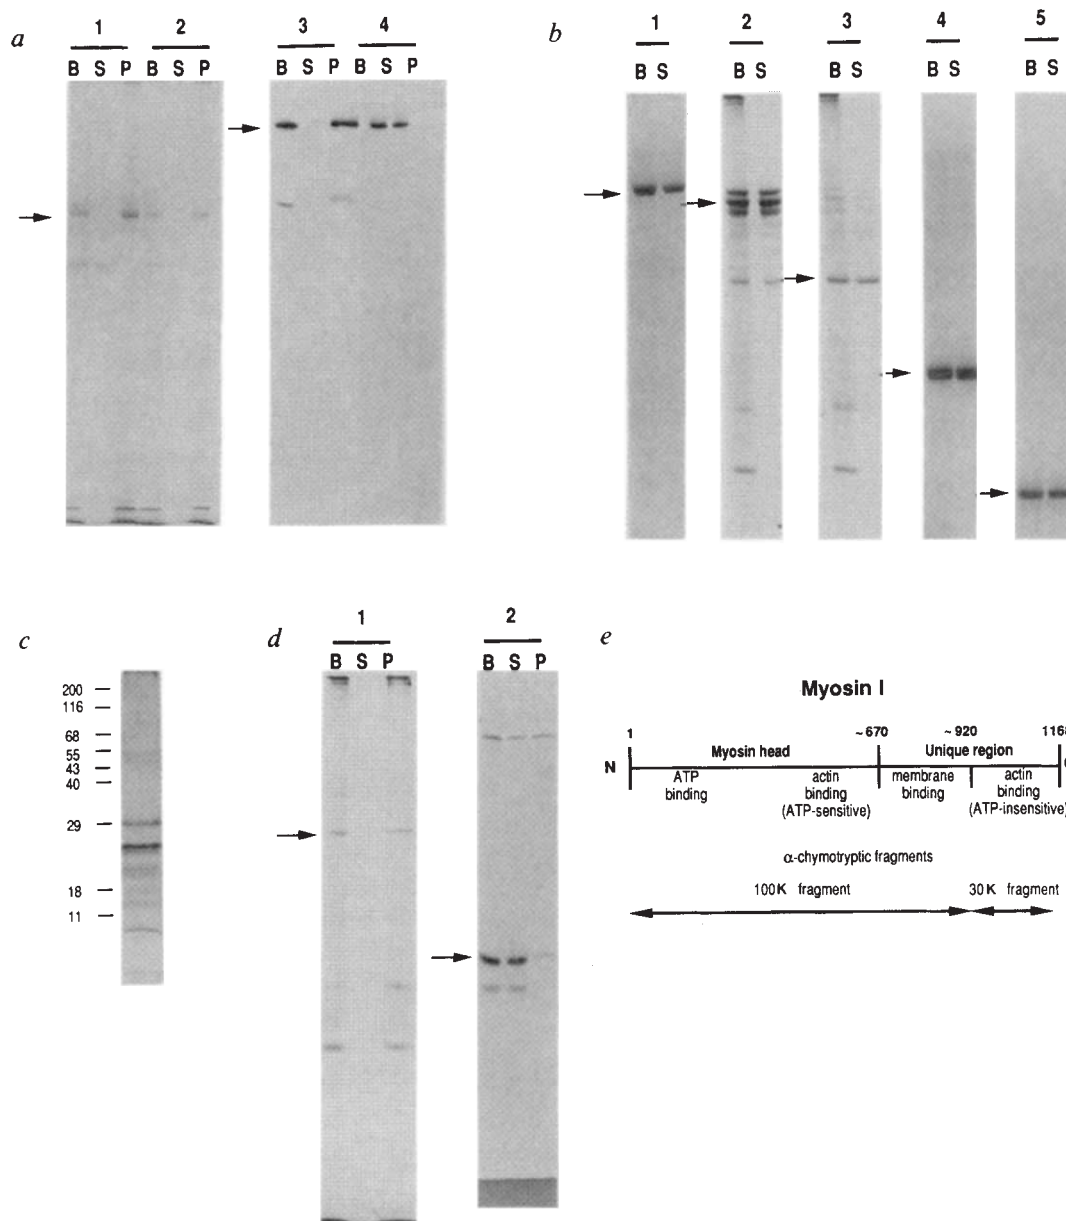 a
1 2 3 4
B S P B S P B S P B S P
b
1 2 3 4 5
B S B S B S B S B S
c
200
116
68
55
43
40
29
18
11
d
1 2
B S P B S P
e
Myosin I
1 ~670 ~920 116
Myosin head Unique region
N
ATP binding
actin binding (ATP-sensitive)
membrane binding
actin binding (ATP-insensitive)
α-chymotryptic fragments
100K fragment 30K fragment